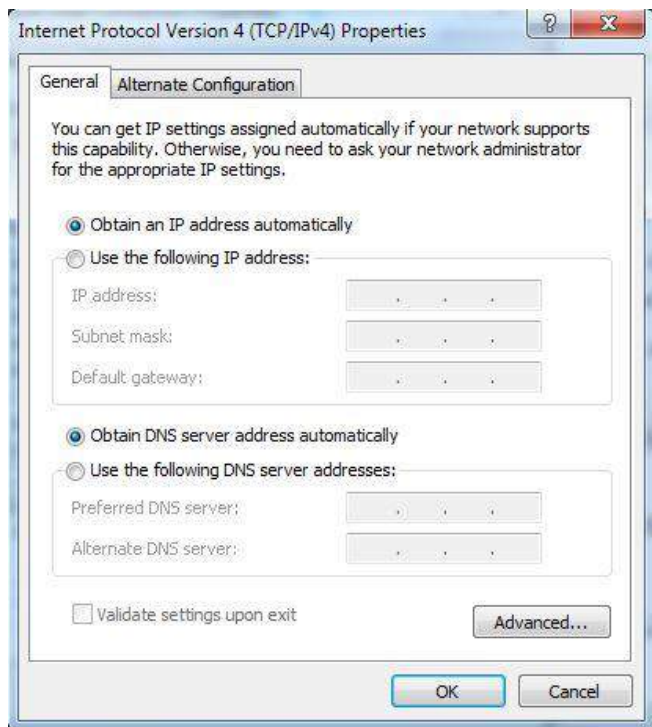 Internet Protocol Version 4 (TCP/IPv4) Properties
?
General
Alternate Configuration
You can get IP settings assigned automatically if your network supports
this capability. Otherwise, you need to ask your network administrator
for the appropriate IP settings.
Obtain an IP address automatically
Use the following IP address:
IP address:
. . .
Subnet mask:
. . .
Default gateway:
. . .
Obtain DNS server address automatically
Use the following DNS server addresses:
Preferred DNS server:
. . .
Alternate DNS server:
. . .
Validate settings upon exit
Advanced...
OK
Cancel